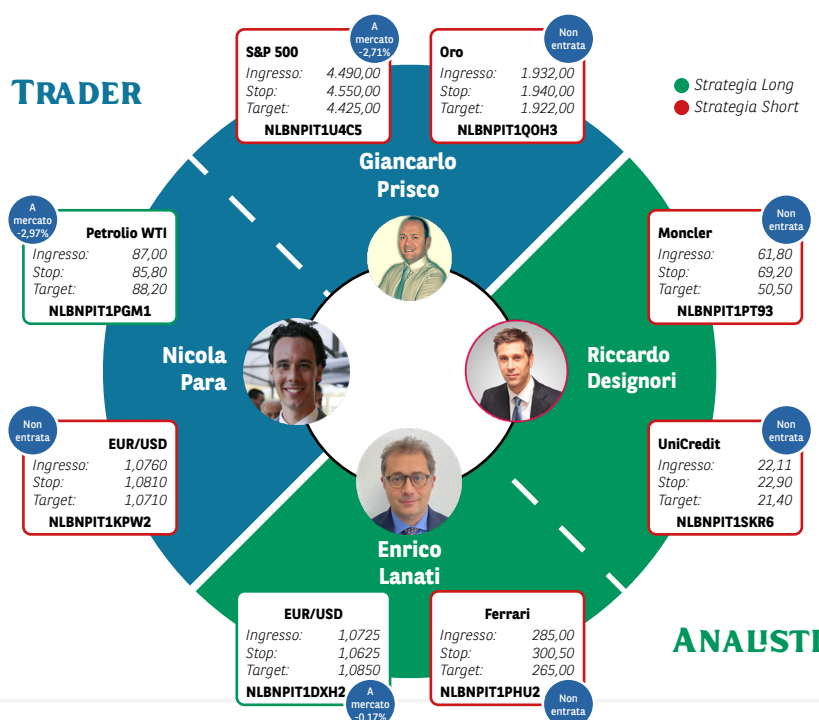 TRADER
A
mercato
-2,71%
S&P 500
Ingresso: 4.490,00
Stop: 4.550,00
Target: 4.425,00
NLBNPIT1U4C5
Non
entrata
Oro
Ingresso: 1.932,00
Stop: 1.940,00
Target: 1.922,00
NLBNPIT1QOH3
Strategia Long
Strategia Short
Giancarlo
Prisco
A
mercato
-2,97%
Petrolio WTI
Ingresso: 87,00
Stop: 85,80
Target: 88,20
NLBNPIT1PGM1
Non
entrata
Moncler
Ingresso: 61,80
Stop: 69,20
Target: 50,50
NLBNPIT1PT93
Nicola
Para
Riccardo
Designori
Non
entrata
EUR/USD
Ingresso: 1,0760
Stop: 1,0810
Target: 1,0710
NLBNPIT1KPW2
Non
entrata
UniCredit
Ingresso: 22,11
Stop: 22,90
Target: 21,40
NLBNPIT1SKR6
Enrico
Lanati
EUR/USD
Ingresso: 1,0725
Stop: 1,0625
Target: 1,0850
NLBNPIT1DXH2
A
mercato
-0,17%
Ferrari
Ingresso: 285,00
Stop: 300,50
Target: 265,00
NLBNPIT1PHU2
Non
entrata
ANALISTI